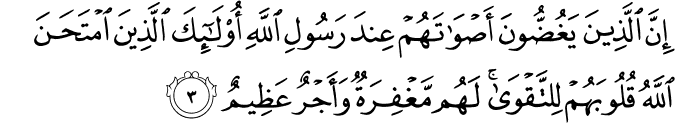 إِنَّ ٱلَّذِينَ يَغُضُّونَ أَصْوَٰتَهُمْ عِندَ رَسُولِ ٱللَّهِ أُو۟لَـٰٓئِكَ ٱلَّذِينَ ٱمْتَحَنَ
ٱللَّهُ قُلُوبَهُمْ لِلتَّقْوَىٰ ۚ لَهُم مَّغْفِرَةٌ وَأَجْرٌ عَظِيمٌ ٣